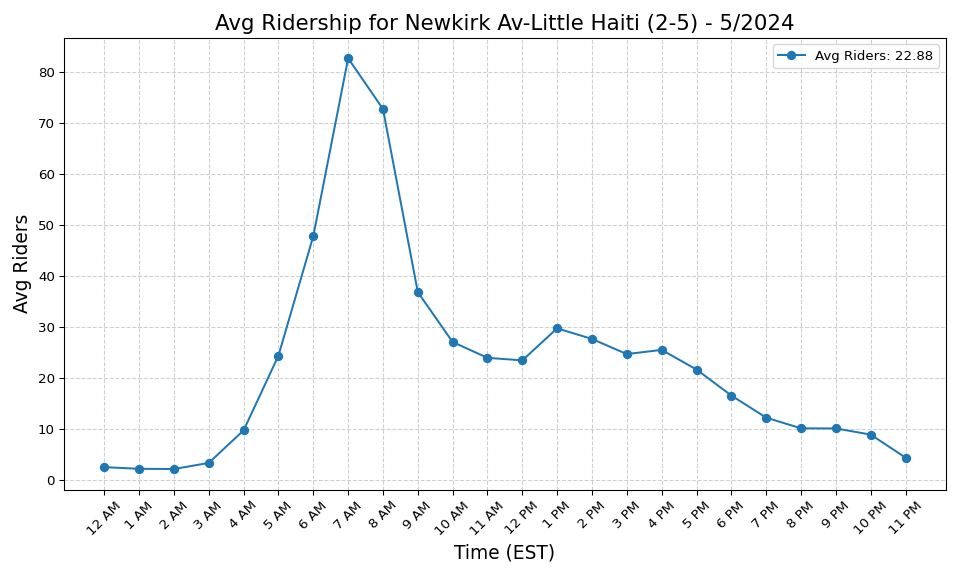 Avg Ridership for Newkirk Av-Little Haiti (2-5) - 5/2024
Avg Riders: 22.88
Avg Riders
80
70
60
50
40
30
20
10
0
12 AM
1 AM
2 AM
3 AM
4 AM
5 AM
6 AM
7 AM
8 AM
9 AM
10 AM
11 AM
12 PM
1 PM
2 PM
3 PM
4 PM
5 PM
6 PM
7 PM
8 PM
9 PM
10 PM
11 PM
Time (EST)